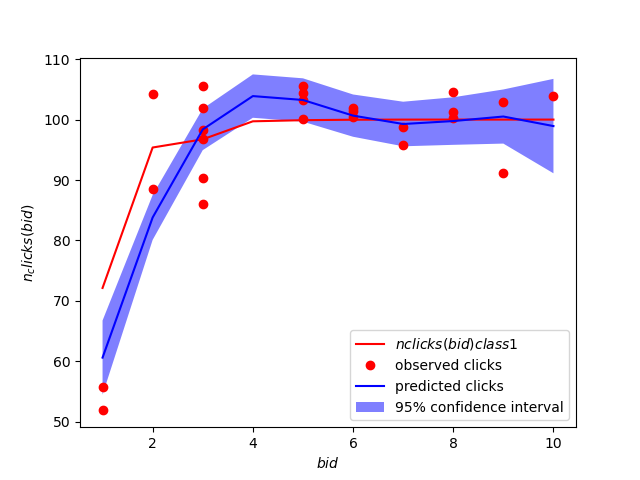 110
100
90
80
70
60
50
n_clicks(bid)
2
4
6
8
10
bid
nclicks(bid)class1
observed clicks
predicted clicks
95% confidence interval